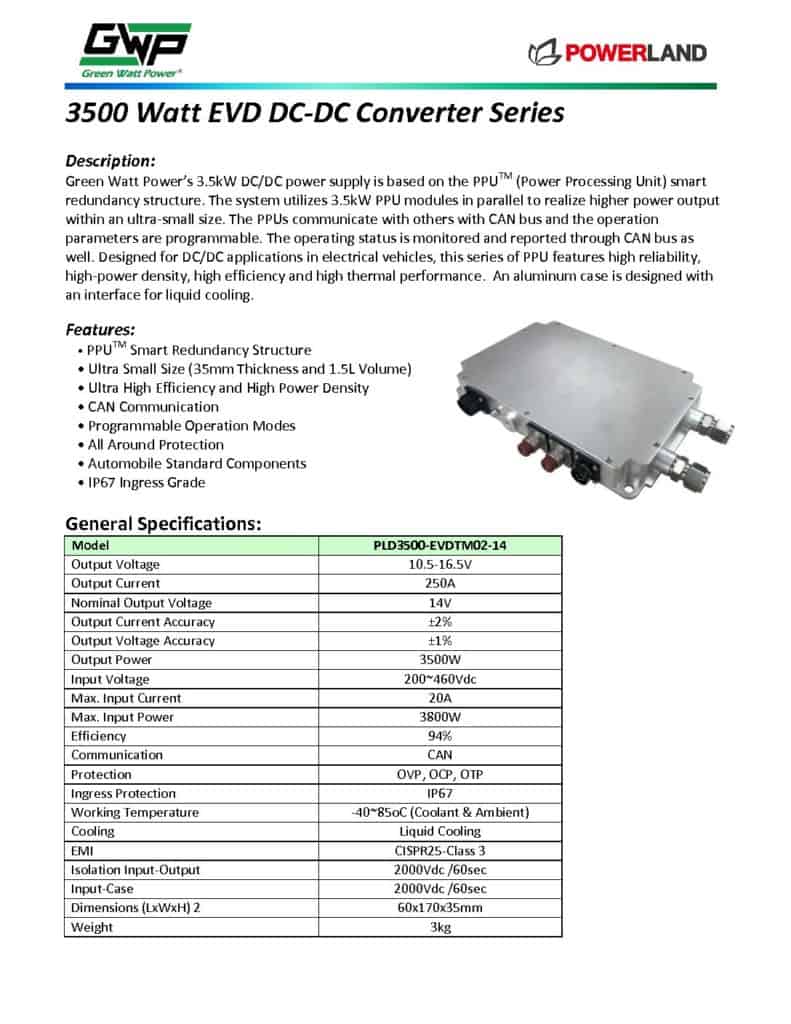 GWP
Green Watt Power®
POWERLAND
3500 Watt EVD DC-DC Converter Series
Description:
Green Watt Power's 3.5kW DC/DC power supply is based on the PPU™ (Power Processing Unit) smart
redundancy structure. The system utilizes 3.5kW PPU modules in parallel to realize higher power output
within an ultra-small size. The PPUs communicate with others with CAN bus and the operation
parameters are programmable. The operating status is monitored and reported through CAN bus as
well. Designed for DC/DC applications in electrical vehicles, this series of PPU features high reliability,
high-power density, high efficiency and high thermal performance. An aluminum case is designed with
an interface for liquid cooling.
Features:
• PPU™ Smart Redundancy Structure
• Ultra Small Size (35mm Thickness and 1.5L Volume)
• Ultra High Efficiency and High Power Density
• CAN Communication
• Programmable Operation Modes
• All Around Protection
• Automobile Standard Components
• IP67 Ingress Grade
General Specifications:
Model PLD3500-EVDTM02-14
Output Voltage 10.5-16.5V
Output Current 250A
Nominal Output Voltage 14V
Output Current Accuracy ±2%
Output Voltage Accuracy ±1%
Output Power 3500W
Input Voltage 200~460Vdc
Max. Input Current 20A
Max. Input Power 3800W
Efficiency 94%
Communication CAN
Protection OVP, OCP, OTP
Ingress Protection IP67
Working Temperature -40~85oC (Coolant & Ambient)
Cooling Liquid Cooling
EMI CISPR25-Class 3
Isolation Input-Output 2000Vdc /60sec
Input-Case 2000Vdc /60sec
Dimensions (LxWxH) 2 60x170x35mm
Weight 3kg